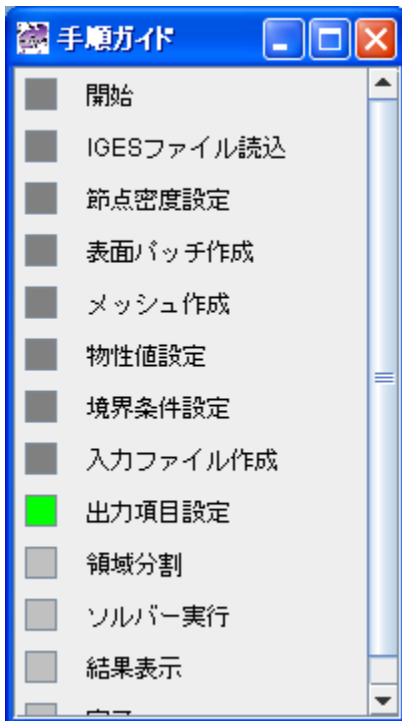 手順ガイド
開始
IGESファイル読込
節点密度設定
表面パッチ作成
メッシュ作成
物性値設定
境界条件設定
入力ファイル作成
出力項目設定
領域分割
ソルバー実行
結果表示